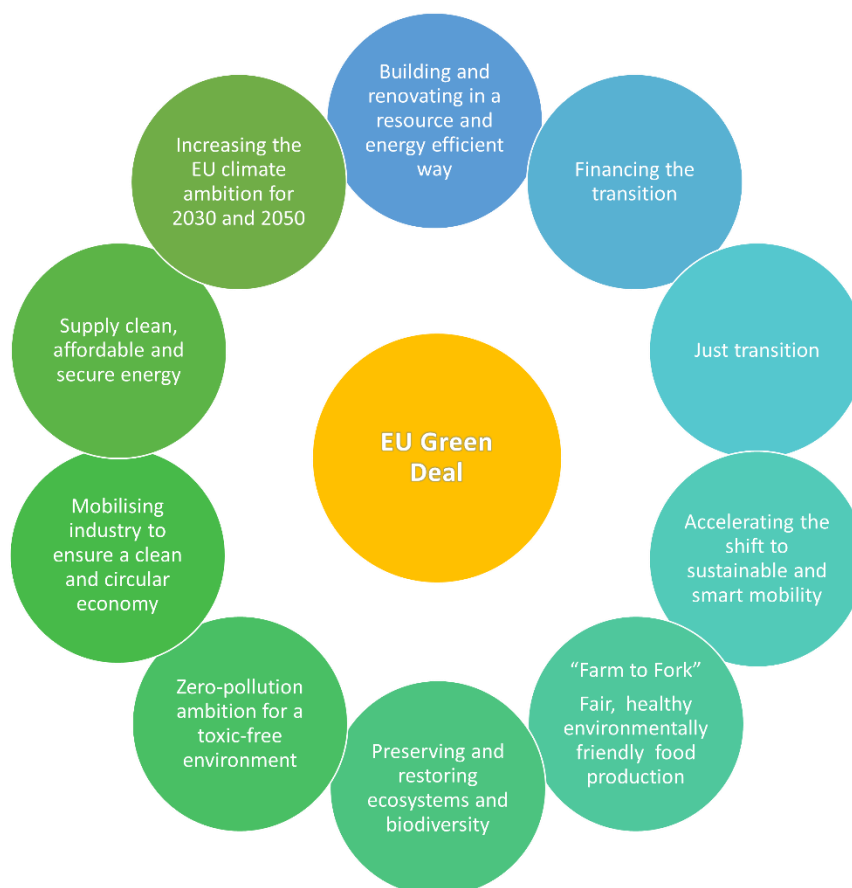 Building and
renovating in a
resource and
energy efficient
way
Financing the
transition
Just transition
Accelerating the
shift to
sustainable and
smart mobility
“Farm to Fork”
Fair, healthy
environmentally
friendly food
production
Preserving and
restoring
ecosystems and
biodiversity
Zero-pollution
ambition for a
toxic-free
environment
Mobilising
industry to
ensure a clean
and circular
economy
Supply clean,
affordable and
secure energy
Increasing the
EU climate
ambition for
2030 and 2050
EU Green
Deal